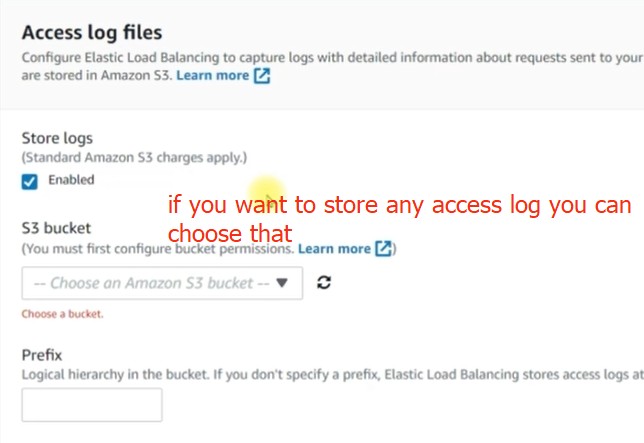 Access log files
Configure Elastic Load Balancing to capture logs with detailed information about requests sent to your
are stored in Amazon S3. Learn more
Store logs
(Standard Amazon S3 charges apply.)
Enabled
if you want to store any access log you can
choose that
S3 bucket
(You must first configure bucket permissions. Learn more )
-- Choose an Amazon S3 bucket --
Choose a bucket.
Prefix
Logical hierarchy in the bucket. If you don't specify a prefix, Elastic Load Balancing stores access logs at